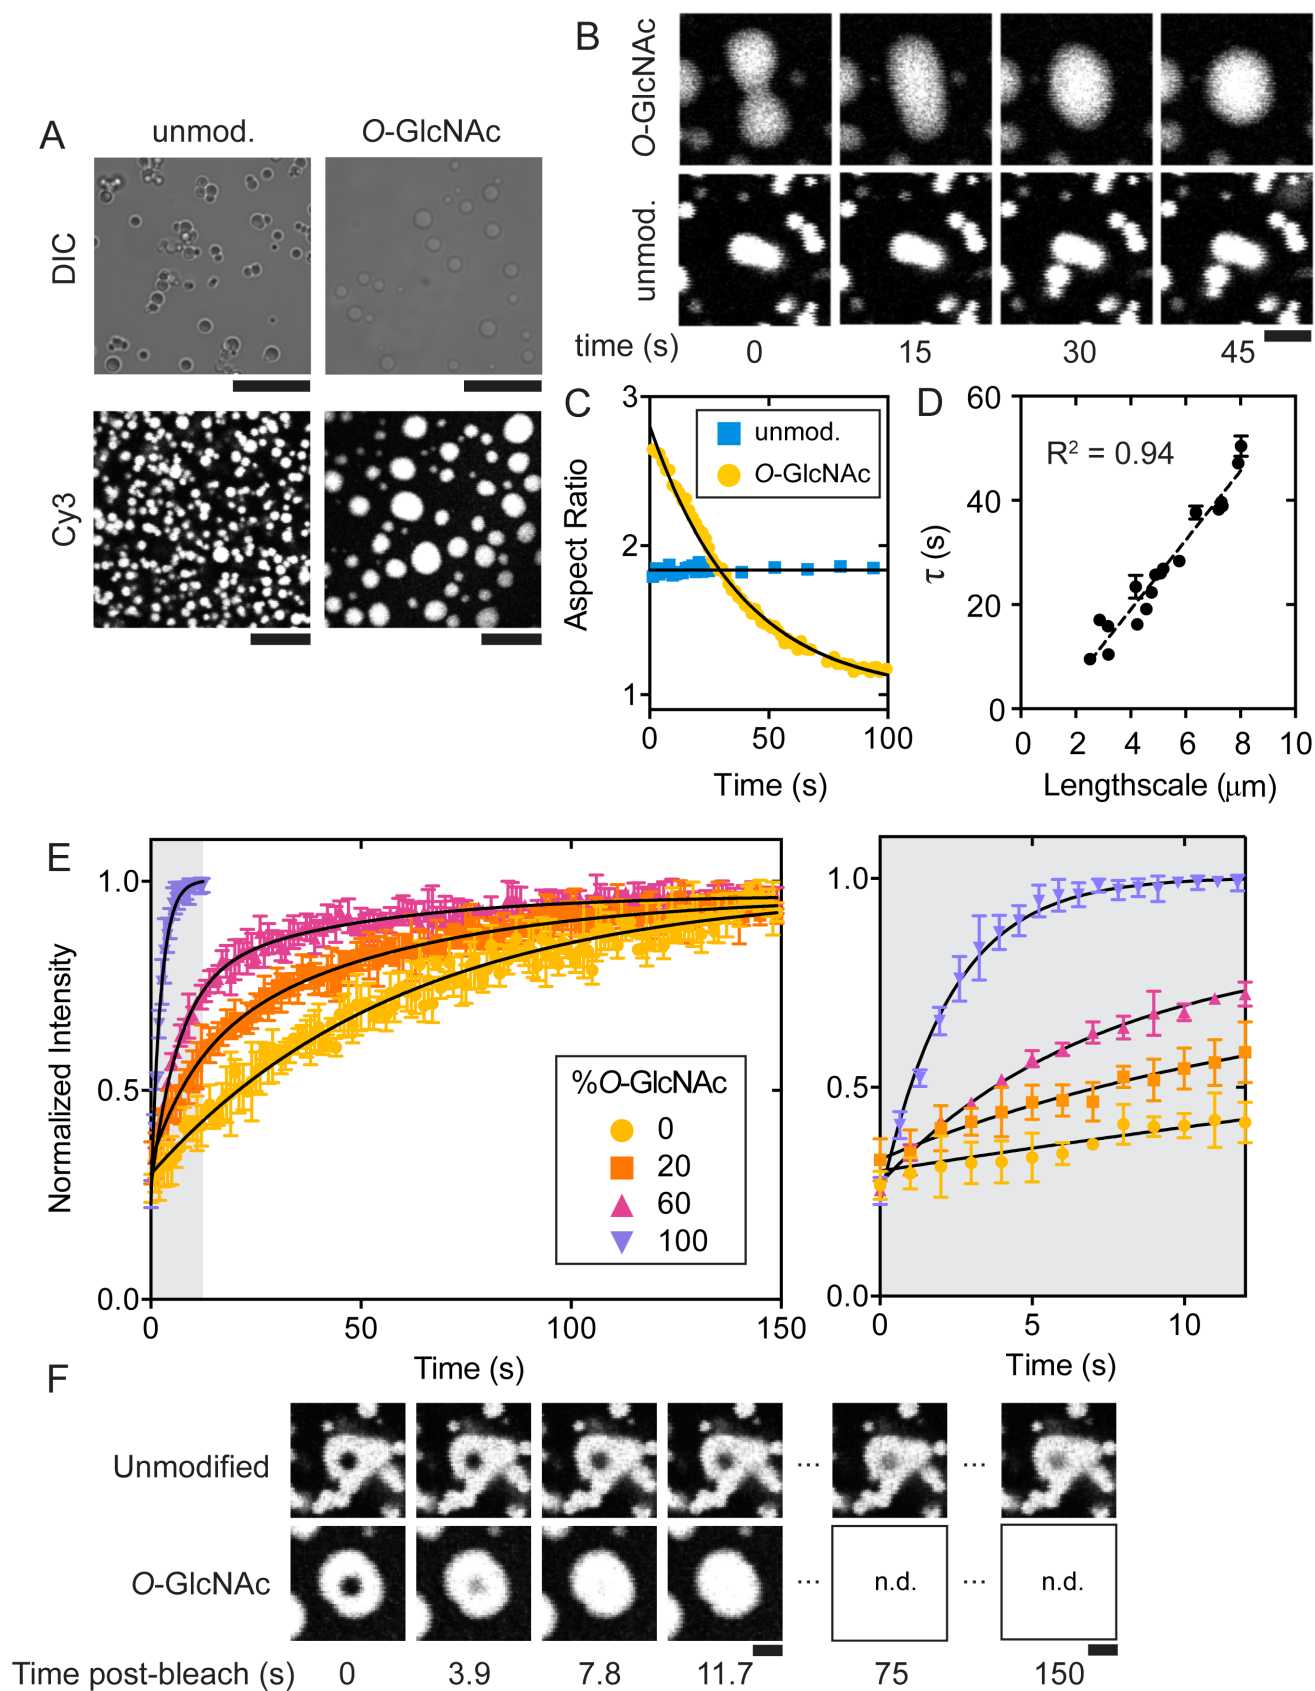 A
unmod.
O-GlcNAc
DIC
Cy3
B
O-GlcNAc
unmod.
time (s)
0
15
30
45
C
3
2
1
Aspect Ratio
unmod.
O-GlcNAc
0
50
100
Time (s)
D
60
40
20
0
τ (s)
R² = 0.94
0
2
4
6
8
10
Lengthscale (μm)
E
1.0
0.5
0.0
Normalized Intensity
%O-GlcNAc
0
20
60
100
0
50
100
150
Time (s)
1.0
0.5
0.0
0
5
10
Time (s)
F
Unmodified
... ...
O-GlcNAc
... n.d. ... n.d.
Time post-bleach (s)
0
3.9
7.8
11.7
75
150